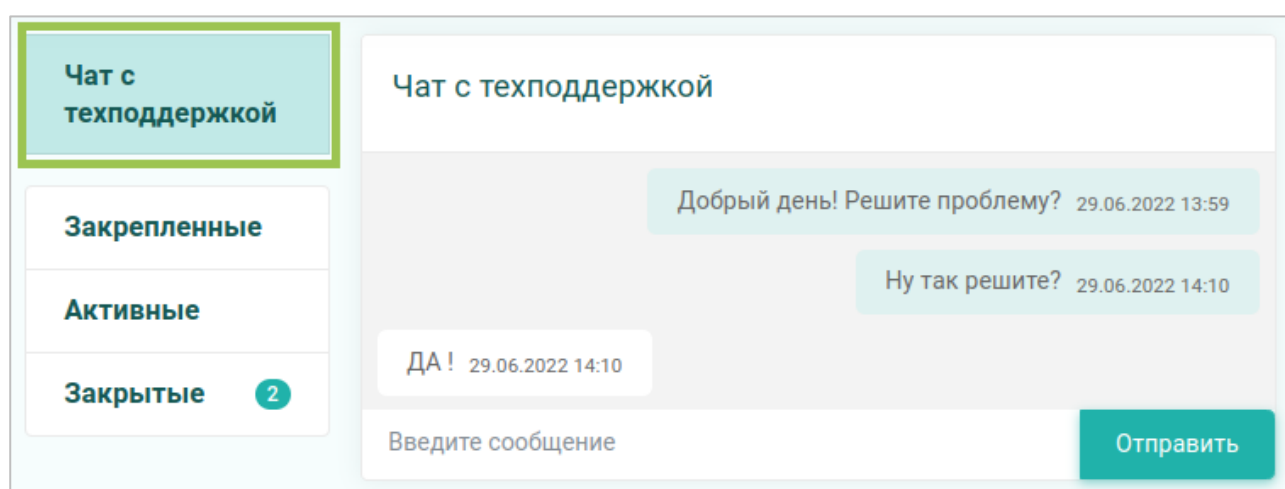 Чат с
техподдержкой
Закрепленные
Активные
Закрытые 2
Чат с техподдержкой
Добрый день! Решите проблему? 29.06.2022 13:59
Ну так решите? 29.06.2022 14:10
ДА ! 29.06.2022 14:10
Введите сообщение
Отправить